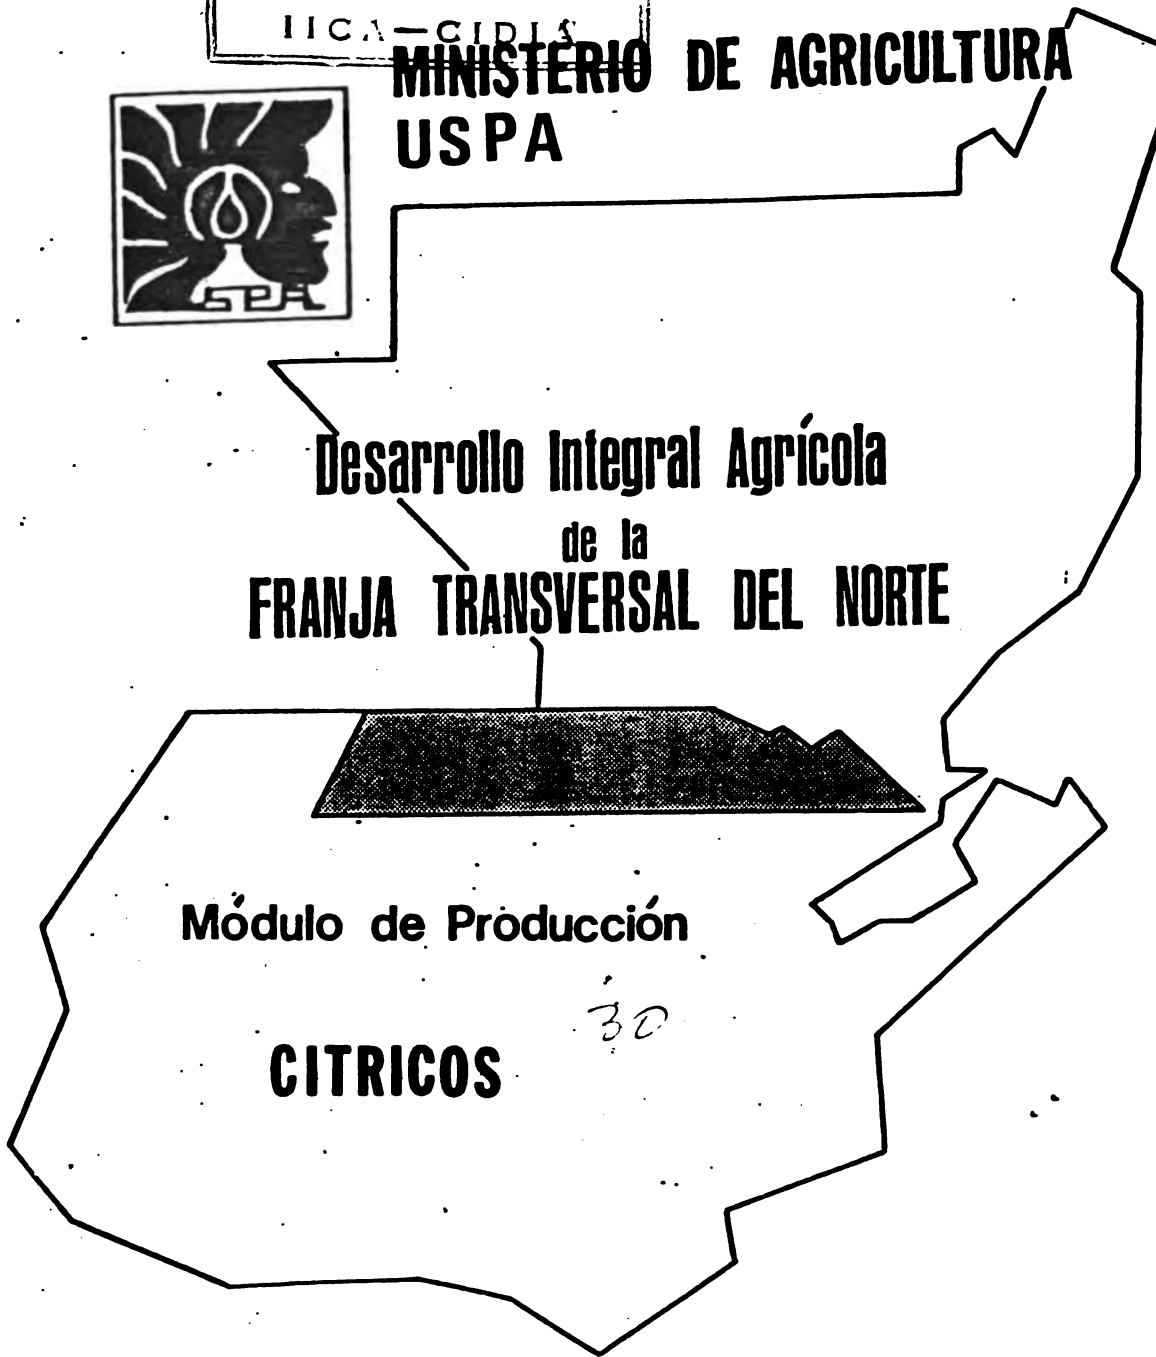 IICA-CIDIA
MINISTERIO DE AGRICULTURA
USPA
SPA
Desarrollo Integral Agrícola
de la
FRANJA TRANSVERSAL DEL NORTE
Módulo de Producción
30
CITRICOS